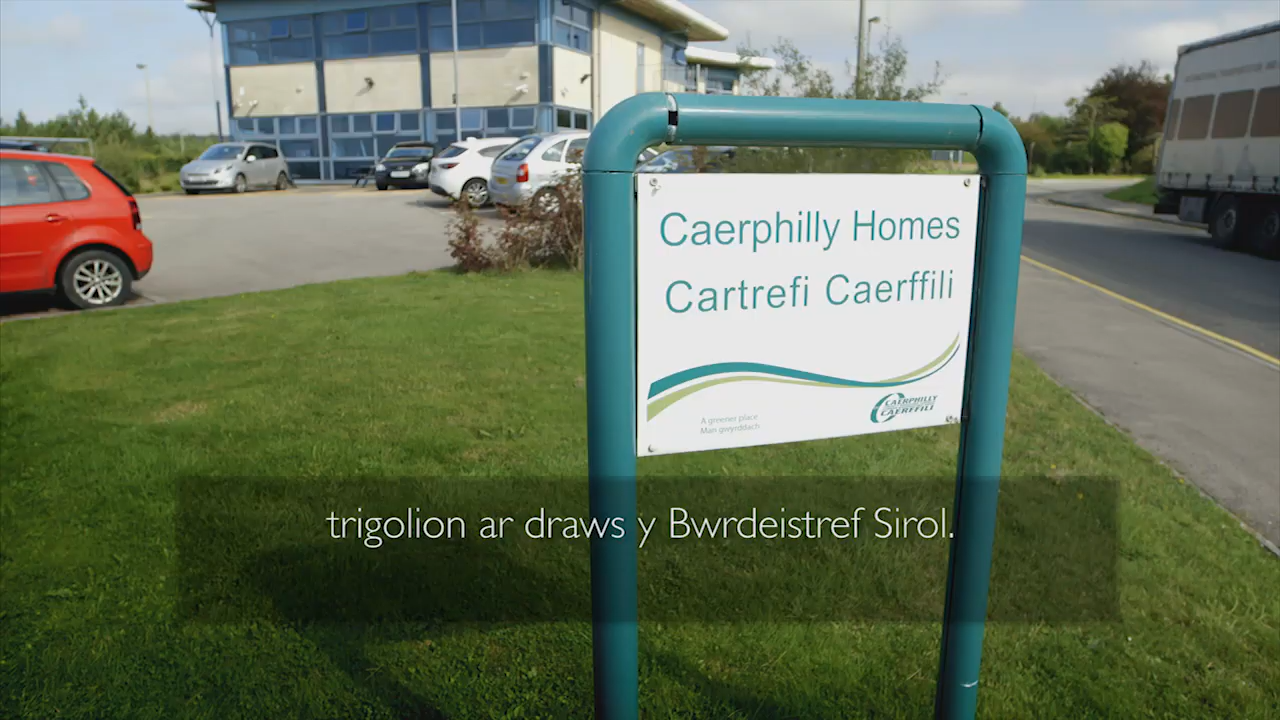 Caerphilly Homes
Cartrefi Caerffili
A greener place
Man gwyrddach
CAERPHILLY
CAERFFILI
trigolion ar draws y Bwrdeistref Sirol.